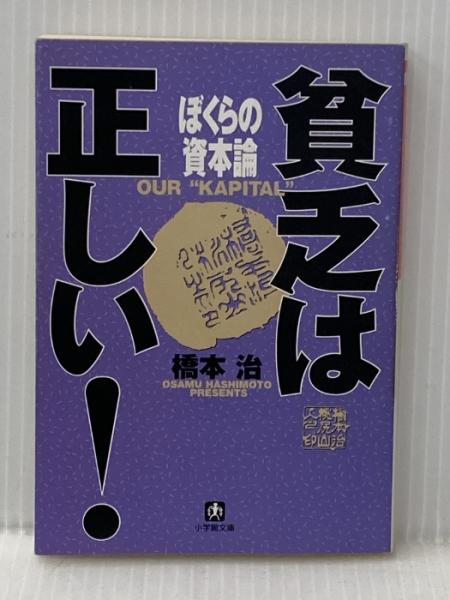 貧乏は
正しい！
ぼくらの
資本論
OUR "KAPITAL"
橋本 治
OSAMU HASHIMOTO
PRESENTS
小学館文庫